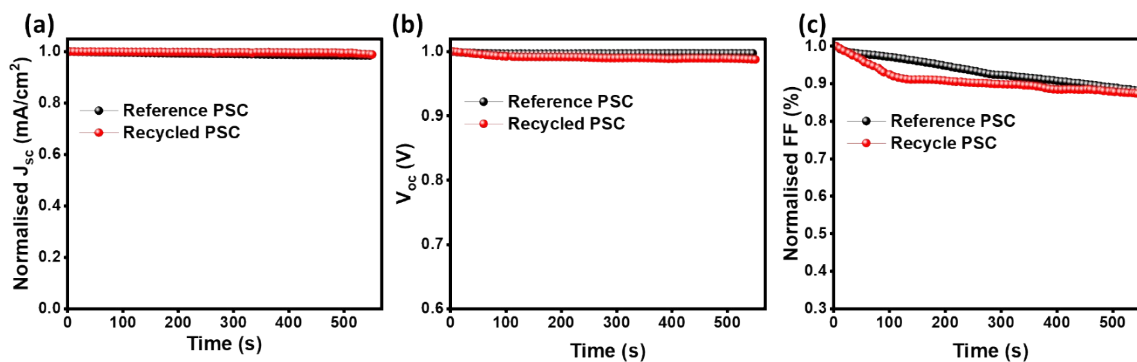 (a)
Normalised Jsc (mA/cm²)
1.0
0.8
0.6
0.4
0.2
0.0
Reference PSC
Recycled PSC
0 100 200 300 400 500
Time (s)
(b)
Voc (V)
1.0
0.9
0.8
0.7
0.6
Reference PSC
Recycled PSC
0 100 200 300 400 500
Time (s)
(c)
Normalised FF (%)
1.0
0.9
0.8
0.7
0.6
0.5
0.4
0.3
Reference PSC
Recycle PSC
0 100 200 300 400 500
Time (s)